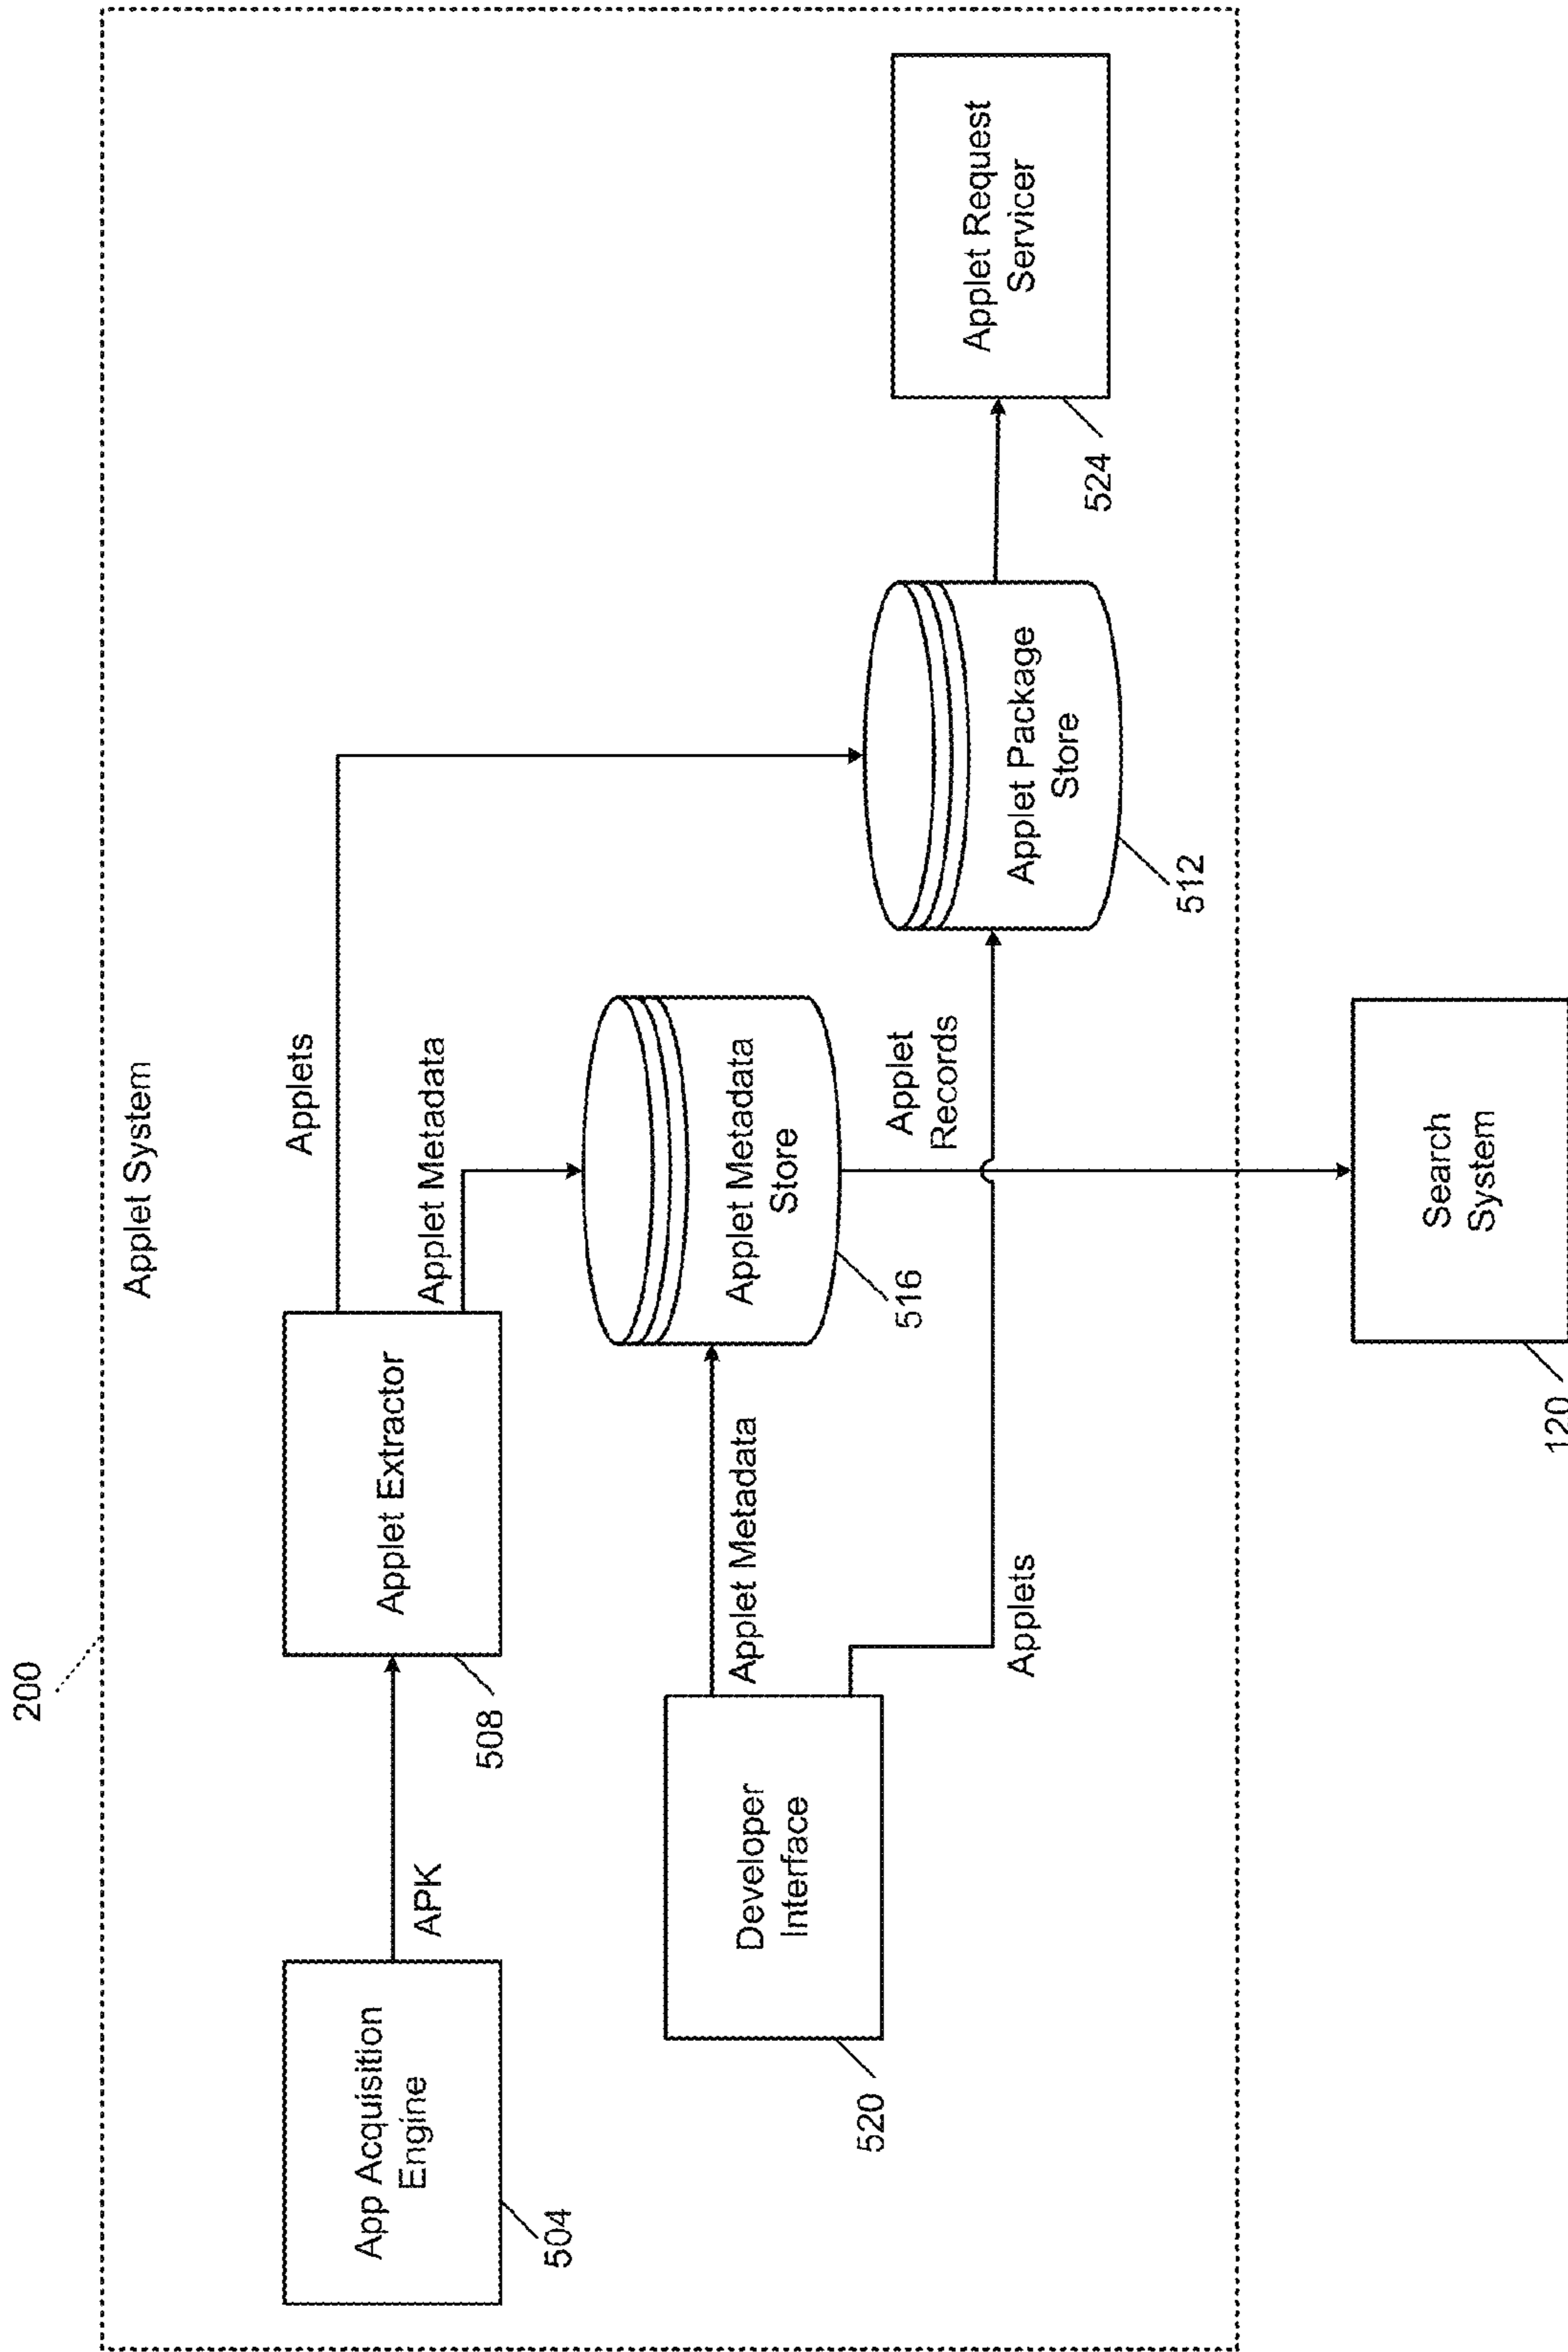 200
Applet System
App Acquisition
Engine
504
APK
Applet Extractor
508
Applets
Applet Metadata
Developer
Interface
520
Applet Metadata
Applets
Applet Metadata
Store
516
Applet
Records
Applet Package
Store
512
Applet Request
Servicer
524
Search
System
120